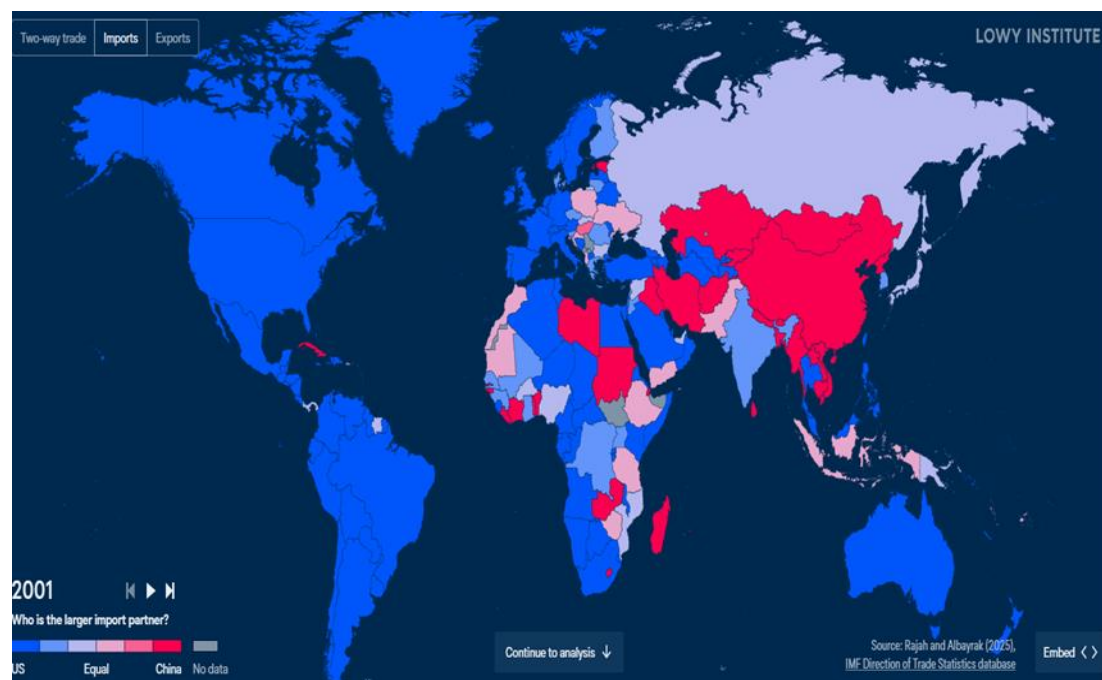 Two-way trade Imports Exports
LOWY INSTITUTE
2001
Who is the larger import partner?
US Equal China No data
Continue to analysis ↓
Source: Rajah and Albayrak (2025),
IMF Direction of Trade Statistics database
Embed < >